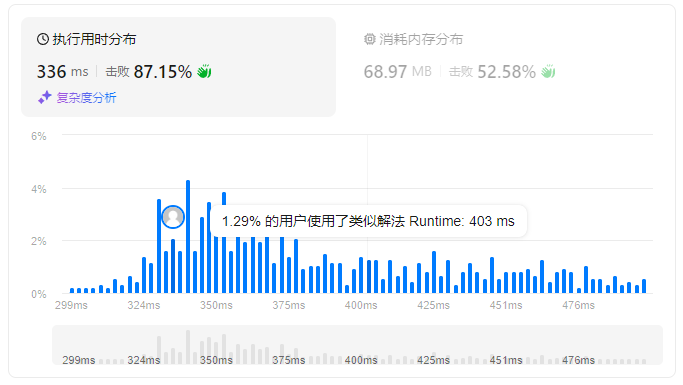 执行用时分布
336 ms 击败 87.15%
复杂度分析
消耗内存分布
68.97 MB 击败 52.58%
6%
4%
2%
0%
1.29% 的用户使用了类似解法 Runtime: 403 ms
299ms 324ms 350ms 375ms 400ms 425ms 451ms 476ms
299ms 324ms 350ms 375ms 400ms 425ms 451ms 476ms